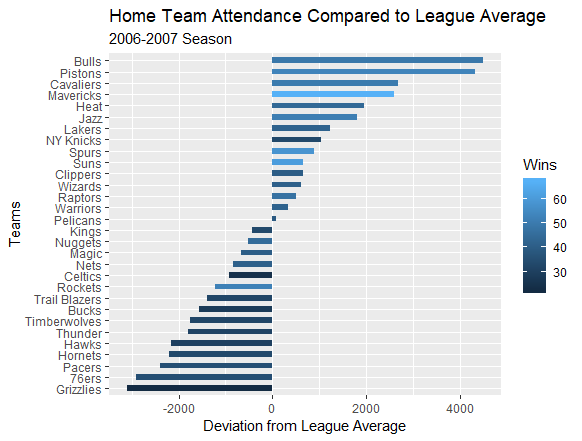 Home Team Attendance Compared to League Average
2006-2007 Season
Bulls
Pistons
Cavaliers
Mavericks
Heat
Jazz
Lakers
NY Knicks
Spurs
Suns
Clippers
Wizards
Raptors
Warriors
Pelicans
Kings
Nuggets
Magic
Nets
Celtics
Rockets
Trail Blazers
Bucks
Timberwolves
Thunder
Hawks
Hornets
Pacers
76ers
Grizzlies
Teams
-2000 0 2000 4000
Deviation from League Average
Wins
60
50
40
30